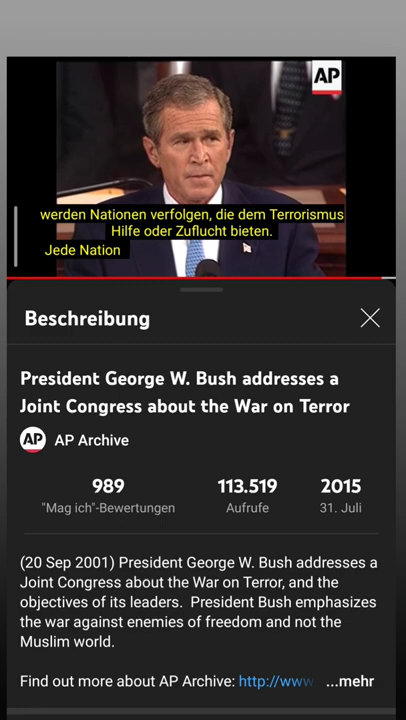 AP
werden Nationen verfolgen, die dem Terrorismus
Hilfe oder Zuflucht bieten.
Jede Nation
Beschreibung
President George W. Bush addresses a
Joint Congress about the War on Terror
AP AP Archive
989 113.519 2015
"Mag ich"-Bewertungen Aufrufe 31. Juli
(20 Sep 2001) President George W. Bush addresses a
Joint Congress about the War on Terror, and the
objectives of its leaders. President Bush emphasizes
the war against enemies of freedom and not the
Muslim world.
Find out more about AP Archive: http://www ...mehr